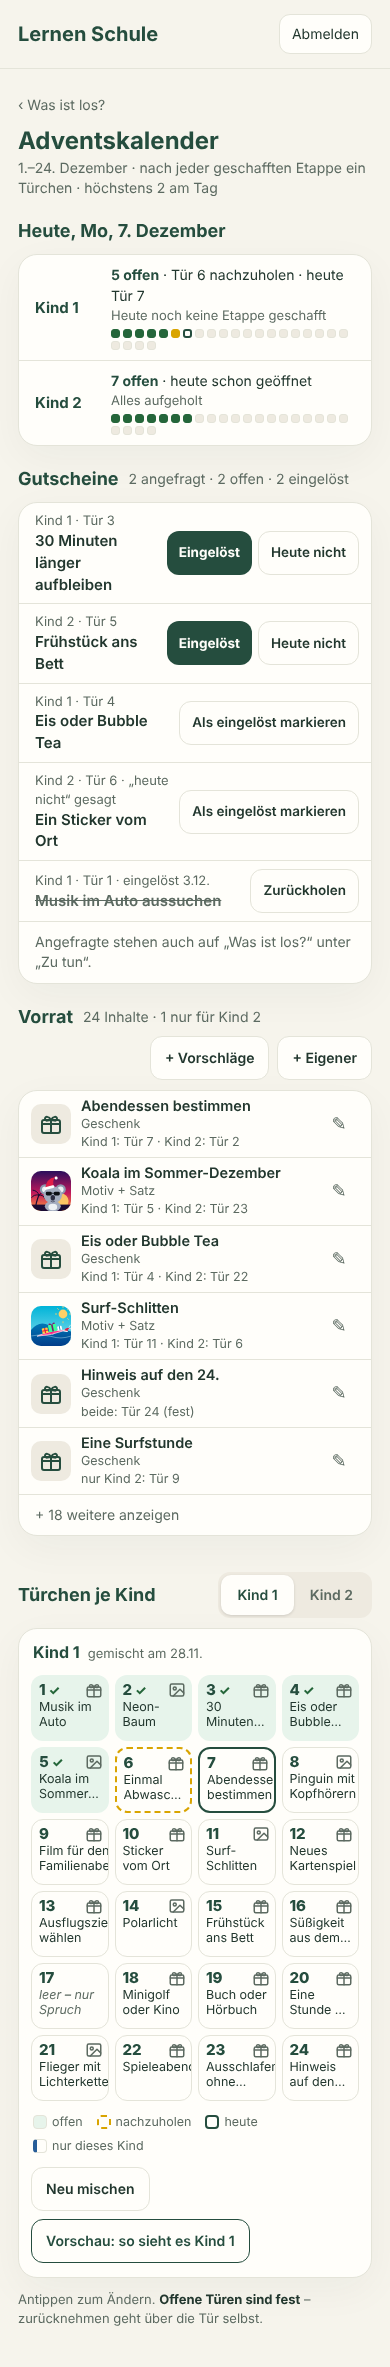 Lernen Schule
Abmelden
‹ Was ist los?
Adventskalender
1.–24. Dezember · nach jeder geschafften Etappe ein
Türchen · höchstens 2 am Tag
Heute, Mo, 7. Dezember
Kind 1
5 offen · Tür 6 nachzuholen · heute
Tür 7
Heute noch keine Etappe geschafft
Kind 2
7 offen · heute schon geöffnet
Alles aufgeholt
Gutscheine 2 angefragt · 2 offen · 2 eingelöst
Kind 1 · Tür 3
30 Minuten
länger
aufbleiben
Eingelöst
Heute nicht
Kind 2 · Tür 5
Frühstück ans
Bett
Eingelöst
Heute nicht
Kind 1 · Tür 4
Eis oder Bubble
Tea
Als eingelöst markieren
Kind 2 · Tür 6 · „heute
nicht“ gesagt
Ein Sticker vom
Ort
Als eingelöst markieren
Kind 1 · Tür 1 · eingelöst 3.12.
Musik im Auto aussuchen
Zurückholen
Angefragte stehen auch auf „Was ist los?“ unter
„Zu tun“.
Vorrat 24 Inhalte · 1 nur für Kind 2
+ Vorschläge
+ Eigener
Abendessen bestimmen
Geschenk
Kind 1: Tür 7 · Kind 2: Tür 2
Koala im Sommer-Dezember
Motiv + Satz
Kind 1: Tür 5 · Kind 2: Tür 23
Eis oder Bubble Tea
Geschenk
Kind 1: Tür 4 · Kind 2: Tür 22
Surf-Schlitten
Motiv + Satz
Kind 1: Tür 11 · Kind 2: Tür 6
Hinweis auf den 24.
Geschenk
beide: Tür 24 (fest)
Eine Surfstunde
Geschenk
nur Kind 2: Tür 9
+ 18 weitere anzeigen
Türchen je Kind
Kind 1
Kind 2
Kind 1 gemischt am 28.11.
1 ✓
Musik im
Auto
2 ✓
Neon-
Baum
3 ✓
30
Minuten…
4 ✓
Eis oder
Bubble…
5 ✓
Koala im
Sommer…
6
Einmal
Abwasc…
7
Abendesse
bestimmen
8
Pinguin mit
Kopfhörern
9
Film für den
Familienabe
10
Sticker
vom Ort
11
Surf-
Schlitten
12
Neues
Kartenspiel
13
Ausflugszie
wählen
14
Polarlicht
15
Frühstück
ans Bett
16
Süßigkeit
aus dem…
17
leer – nur
Spruch
18
Minigolf
oder Kino
19
Buch oder
Hörbuch
20
Eine
Stunde …
21
Flieger mit
Lichterkette
22
Spieleabend
23
Ausschlafen
ohne…
24
Hinweis
auf den…
offen
nachzuholen
heute
nur dieses Kind
Neu mischen
Vorschau: so sieht es Kind 1
Antippen zum Ändern. Offene Türen sind fest –
zurücknehmen geht über die Tür selbst.